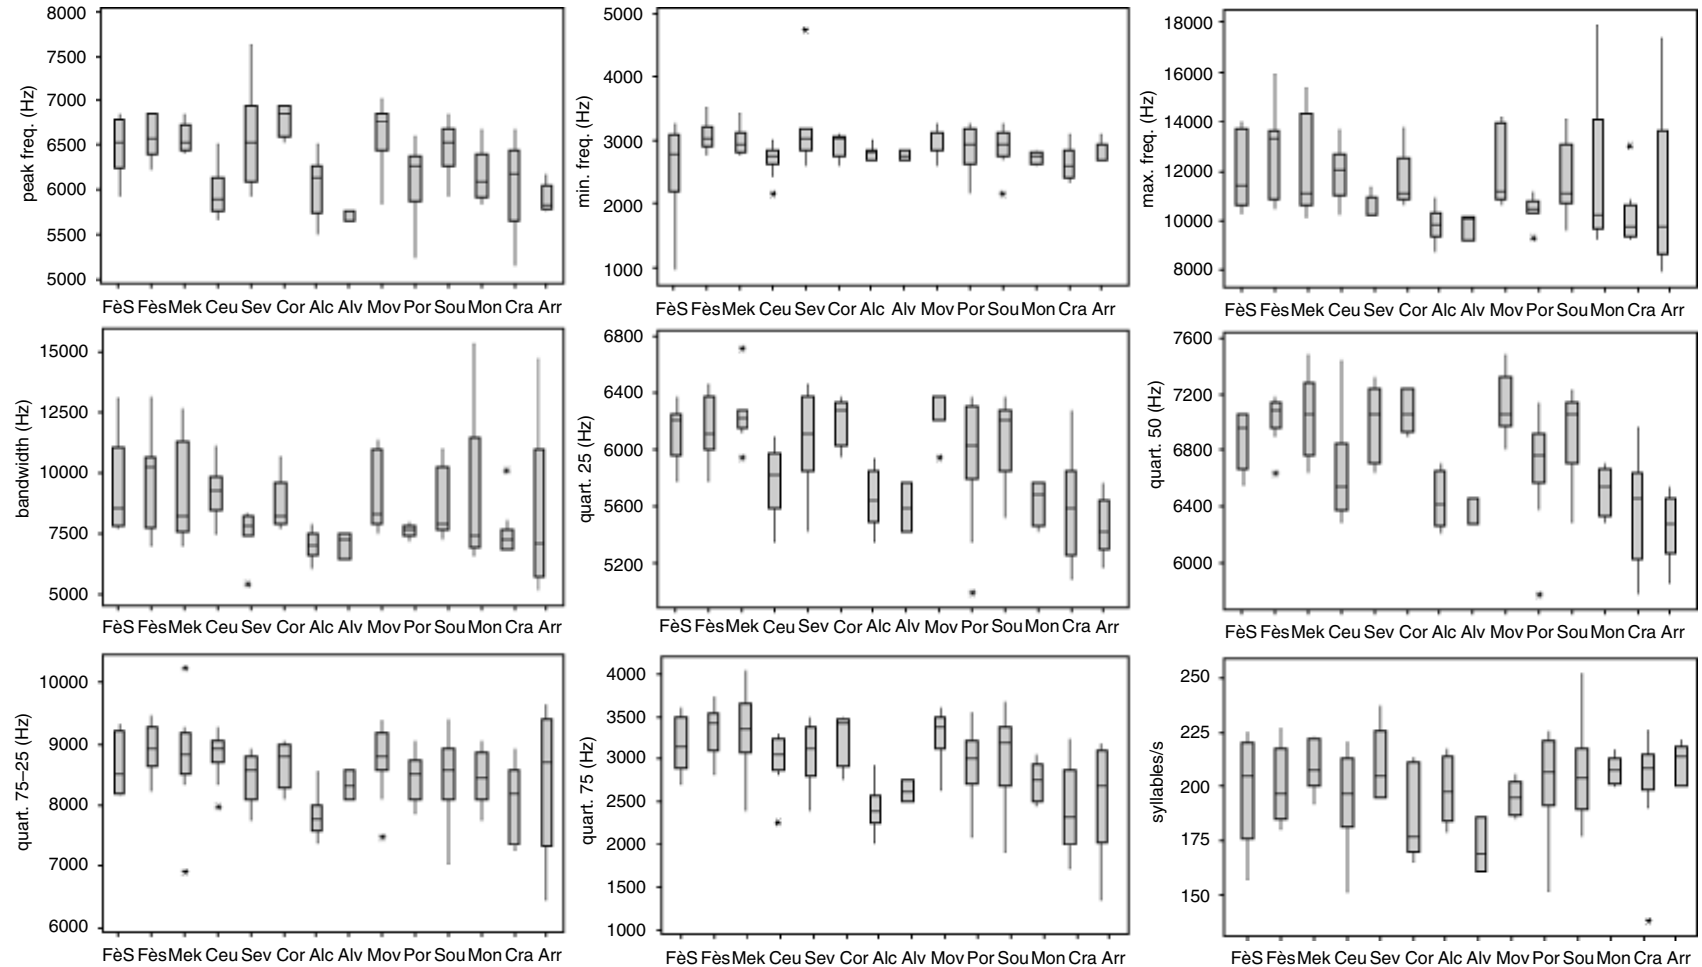 peak freq. (Hz)
8000
7500
7000
6500
6000
5500
5000
FèS Fès Mek Ceu Sev Cor Alc Alv Mov Por Sou Mon Cra Arr
min. freq. (Hz)
5000
4000
3000
2000
1000
FèS Fès Mek Ceu Sev Cor Alc Alv Mov Por Sou Mon Cra Arr
max. freq. (Hz)
18000
16000
14000
12000
10000
8000
FèS Fès Mek Ceu Sev Cor Alc Alv Mov Por Sou Mon Cra Arr
bandwidth (Hz)
15000
12500
10000
7500
5000
FèS Fès Mek Ceu Sev Cor Alc Alv Mov Por Sou Mon Cra Arr
quart. 25 (Hz)
6800
6400
6000
5600
5200
FèS Fès Mek Ceu Sev Cor Alc Alv Mov Por Sou Mon Cra Arr
quart. 50 (Hz)
7600
7200
6800
6400
6000
FèS Fès Mek Ceu Sev Cor Alc Alv Mov Por Sou Mon Cra Arr
quart. 75–25 (Hz)
10000
9000
8000
7000
6000
FèS Fès Mek Ceu Sev Cor Alc Alv Mov Por Sou Mon Cra Arr
quart. 75 (Hz)
4000
3500
3000
2500
2000
1500
1000
FèS Fès Mek Ceu Sev Cor Alc Alv Mov Por Sou Mon Cra Arr
syllables/s
250
225
200
175
150
FèS Fès Mek Ceu Sev Cor Alc Alv Mov Por Sou Mon Cra Arr